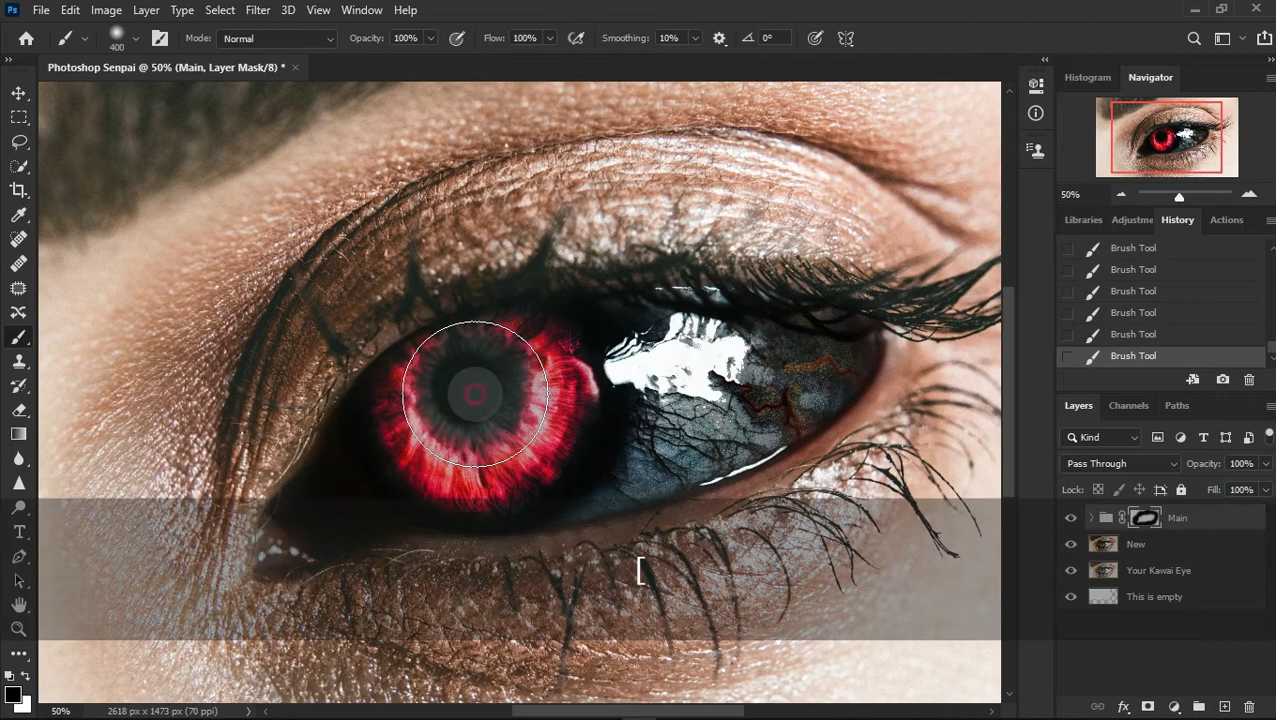 Ps File Edit Image Layer Type Select Filter 3D View Window Help
400 Mode: Normal Opacity: 100% Flow: 100% Smoothing: 10% 0°
Photoshop Senpai @ 50% (Main, Layer Mask/8) * ×
Histogram Navigator
50%
Libraries Adjustme History Actions
Brush Tool
Brush Tool
Brush Tool
Brush Tool
Brush Tool
Brush Tool
Layers Channels Paths
Kind
Pass Through Opacity: 100%
Lock: Fill: 100%
Main
New
Your Kawai Eye
This is empty
[
50% 2618 px x 1473 px (70 ppi)
fx